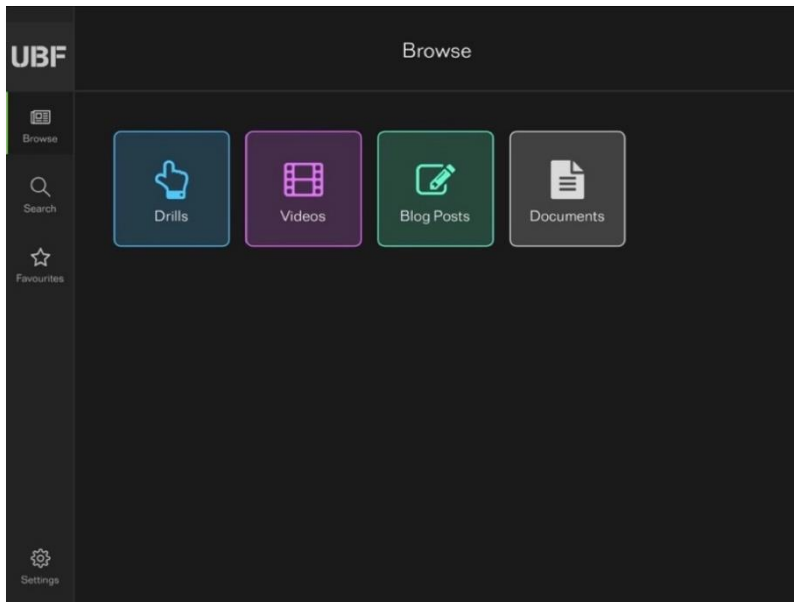 UBF
Browse
Browse
Search
Favourites
Settings
Drills
Videos
Blog Posts
Documents